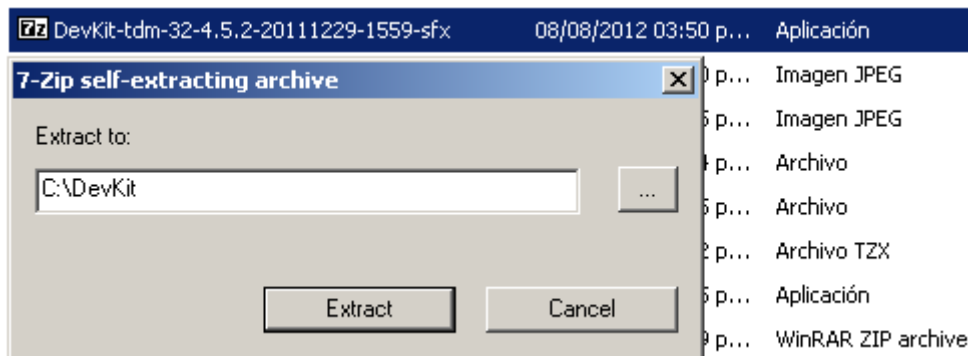 DevKit-tdm-32-4.5.2-20111229-1559-sfx 08/08/2012 03:50 p... Aplicación
7-Zip self-extracting archive
p... Imagen JPEG
Extract to:
p... Imagen JPEG
p... Archivo
C:\DevKit
...
p... Archivo
p... Archivo TZX
Extract
Cancel
p... Aplicación
p... WinRAR ZIP archive